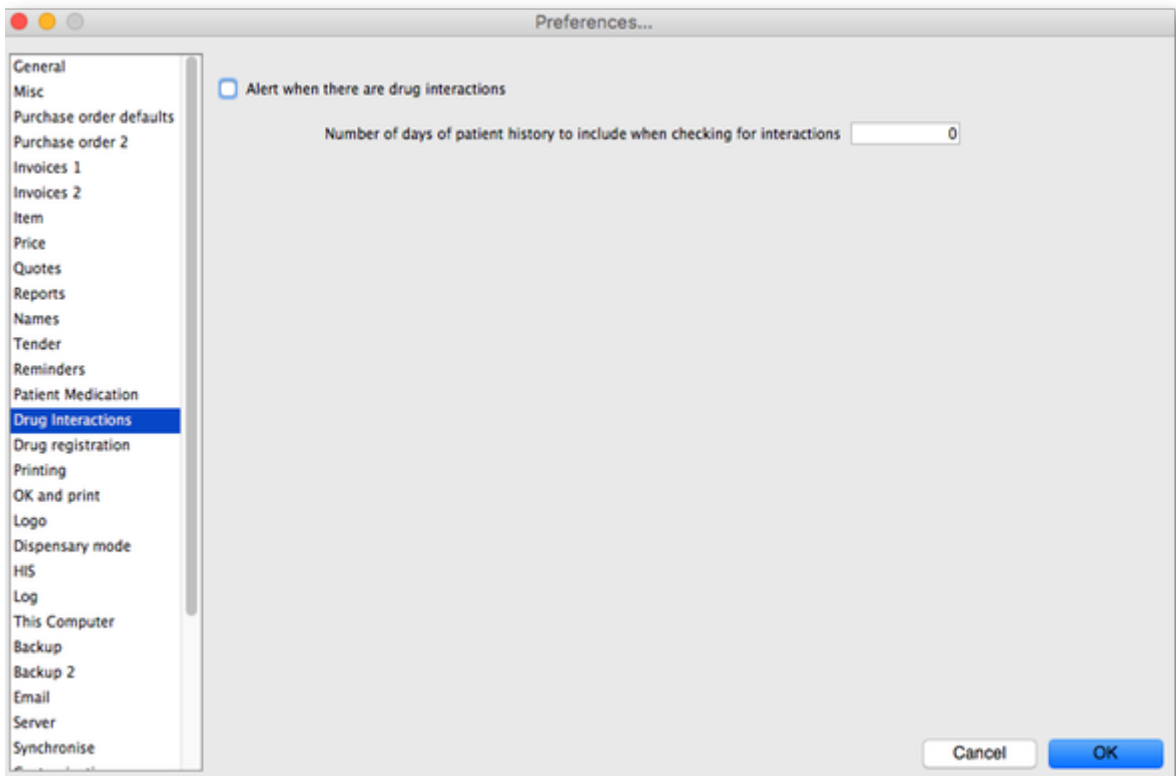 Preferences...
General
Misc
Purchase order defaults
Purchase order 2
Invoices 1
Invoices 2
Item
Price
Quotes
Reports
Names
Tender
Reminders
Patient Medication
Drug Interactions
Drug registration
Printing
OK and print
Logo
Dispensary mode
HIS
Log
This Computer
Backup
Backup 2
Email
Server
Synchronise
Alert when there are drug interactions
Number of days of patient history to include when checking for interactions 0
Cancel OK